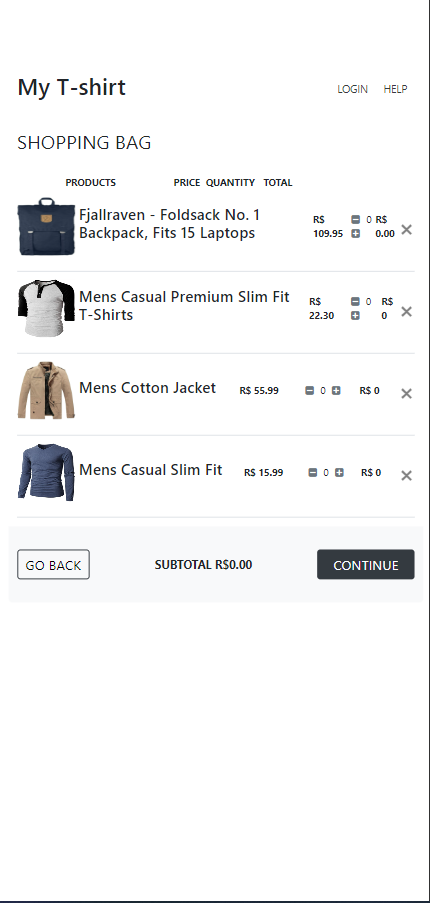 My T-shirt
LOGIN HELP
SHOPPING BAG
PRODUCTS PRICE QUANTITY TOTAL
Fjallraven - Foldsack No. 1
Backpack, Fits 15 Laptops
R$
109.95
0
R$
0.00
Mens Casual Premium Slim Fit
T-Shirts
R$
22.30
0
R$
0
Mens Cotton Jacket R$ 55.99 0 R$ 0
Mens Casual Slim Fit R$ 15.99 0 R$ 0
GO BACK SUBTOTAL R$0.00 CONTINUE